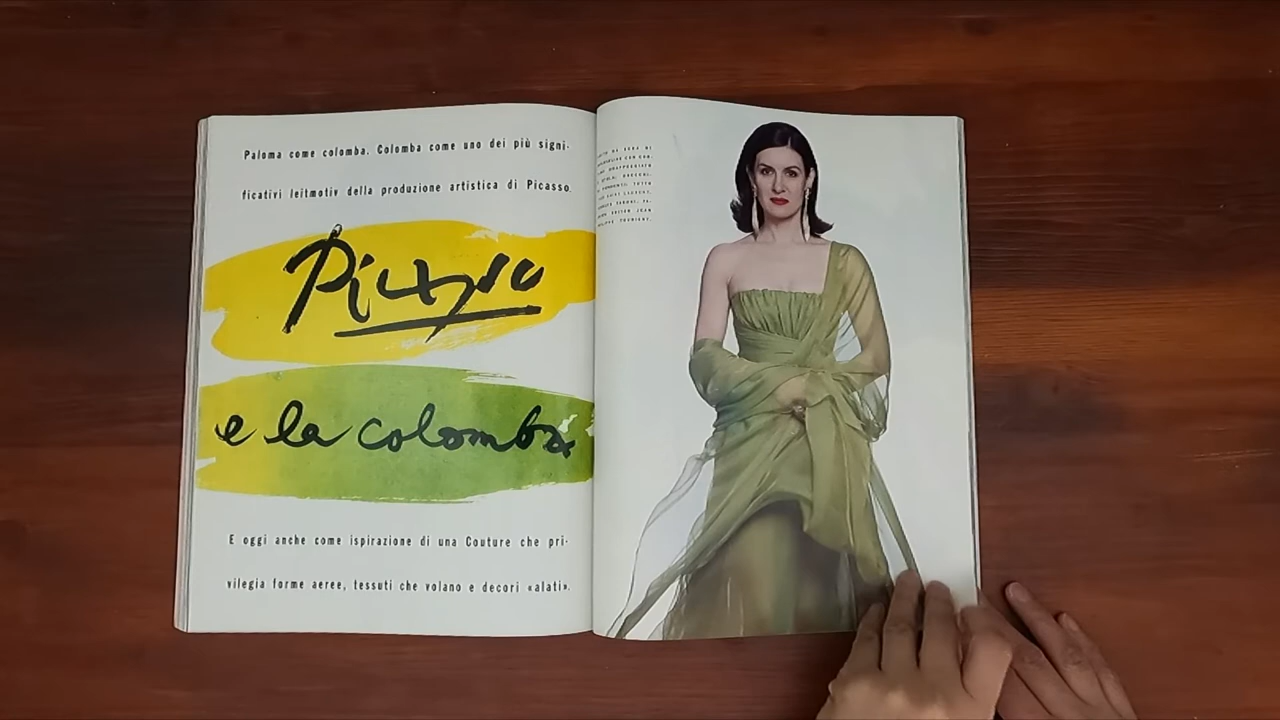 Paloma come colomba. Colomba come uno dei più signi-
ficativi leitmotiv della produzione artistica di Picasso.
Picasso
e la colomba
E oggi anche come ispirazione di una Couture che pri-
vilegia forme aeree, tessuti che volano e decori «alati».